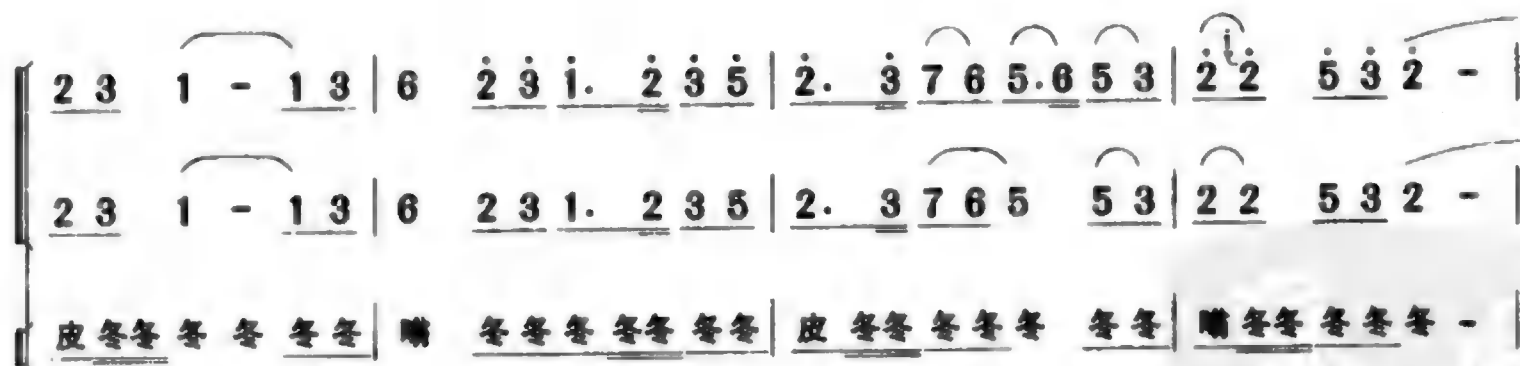 2 3 1 - 1 3 | 6 2̇ 3̇ 1̇. 2̇ 3̇ 5̇ | 2̇. 3̇ 7 6 5.6 5 3 | 2̇ i 2̇ 5̇ 3̇ 2̇ -
2 3 1 - 1 3 | 6 2 3 1. 2 3 5 | 2. 3 7 6 5 5 3 | 2 2 5 3 2 -
皮 冬冬 冬 冬 冬 冬 | 冬 冬 冬 冬冬 冬 冬 | 皮 冬冬 冬 冬 冬 冬 冬 | 冬冬 冬 冬 冬 -